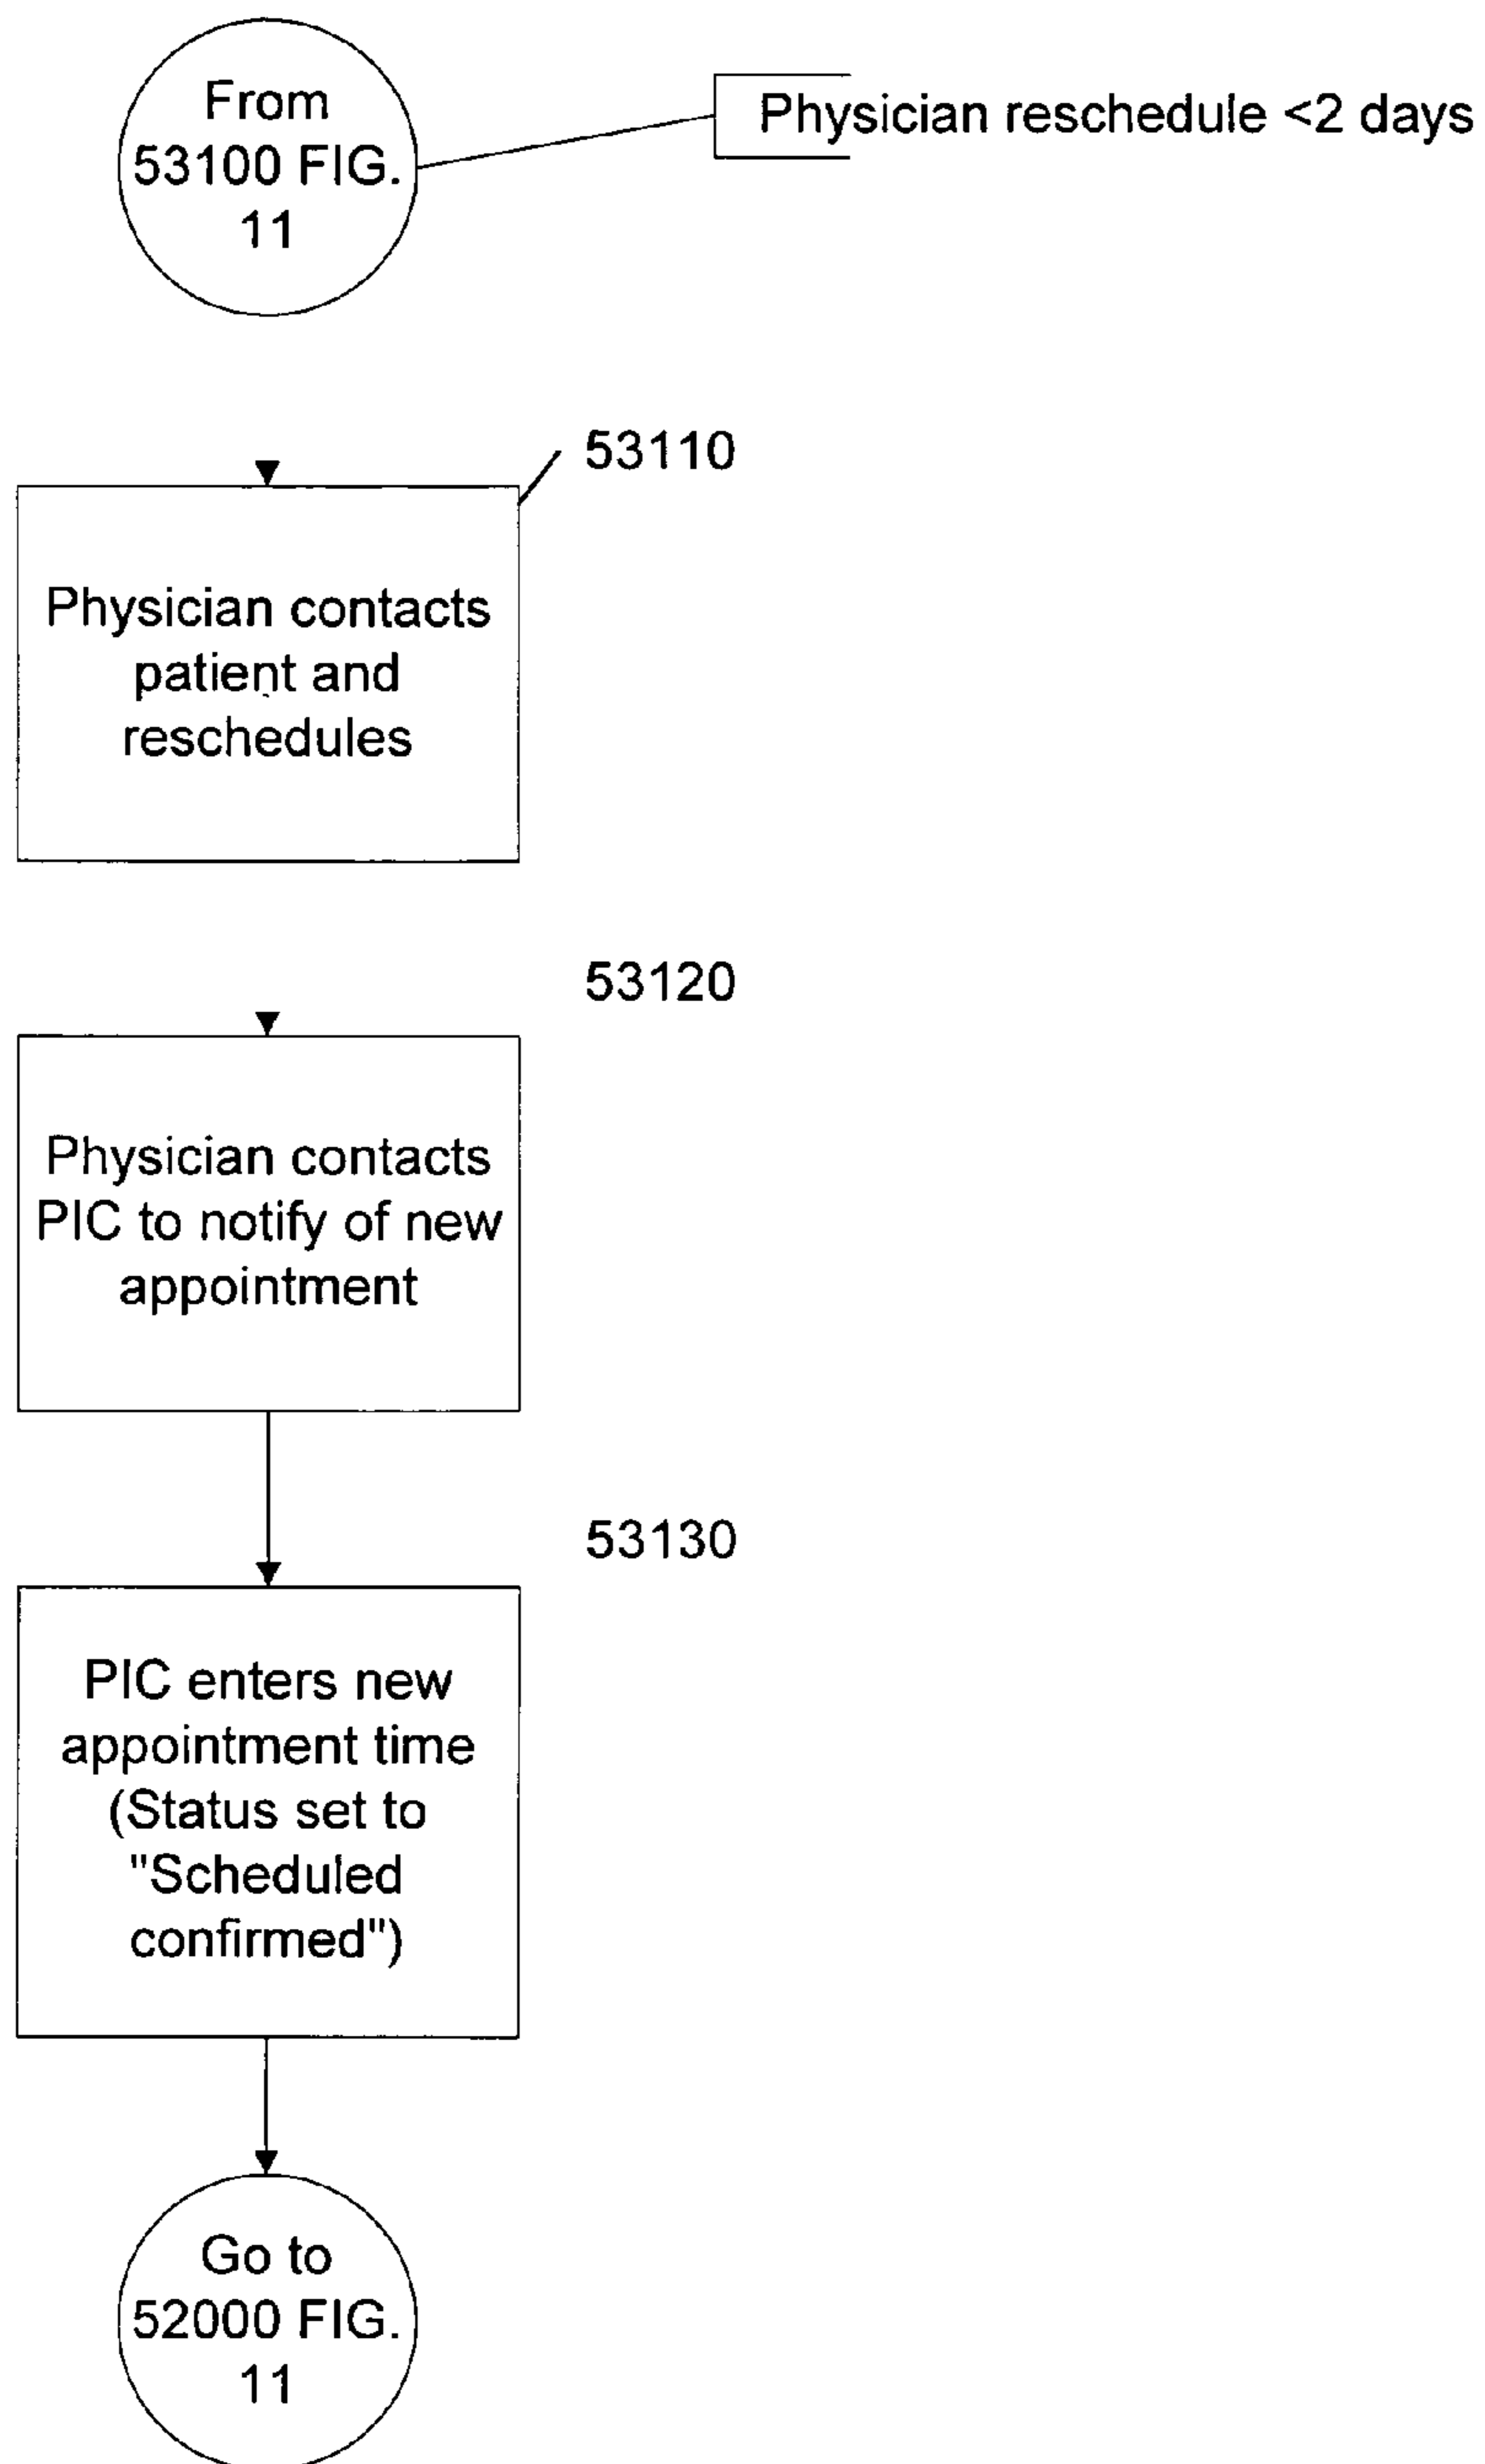 From
53100 FIG.
11
Physician reschedule <2 days
53110
Physician contacts
patient and
reschedules
53120
Physician contacts
PIC to notify of new
appointment
53130
PIC enters new
appointment time
(Status set to
"Scheduled
confirmed")
Go to
52000 FIG.
11